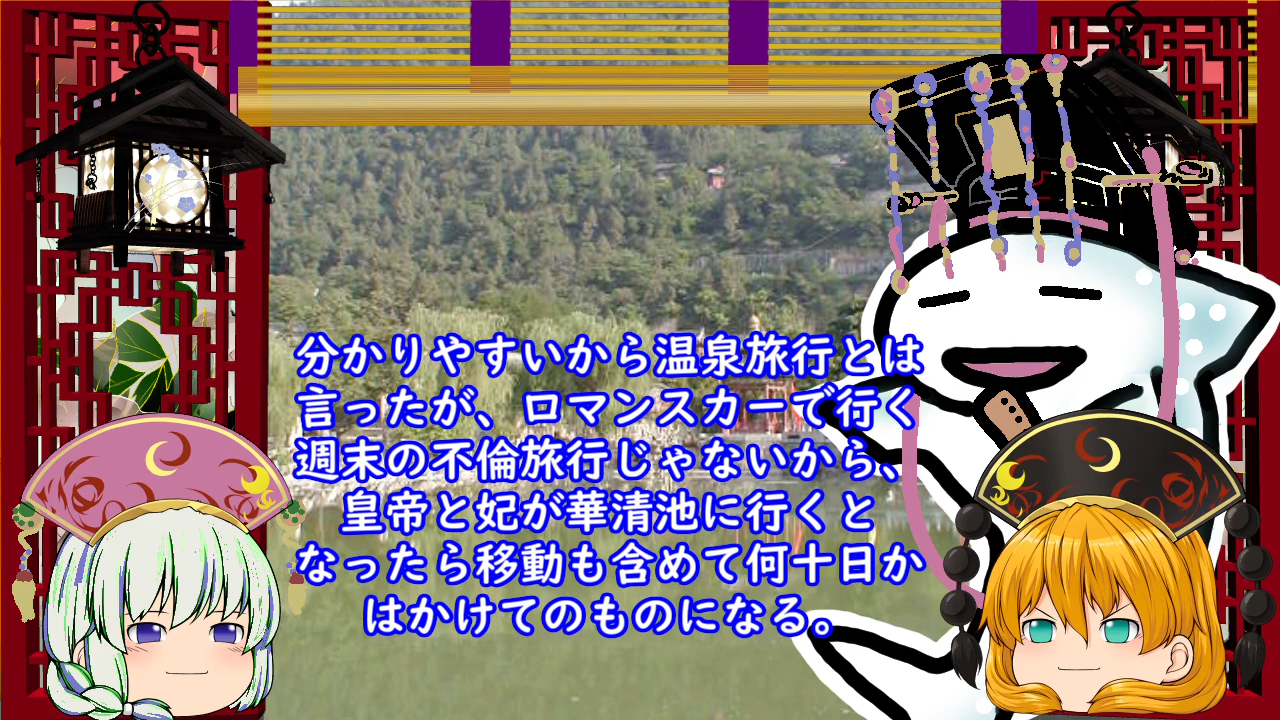 分かりやすいから温泉旅行とは
言ったが、ロマンスカーで行く
週末の不倫旅行じゃないから、
皇帝と妃が華清池に行くと
なったら移動も含めて何十日か
はかけてのものになる。